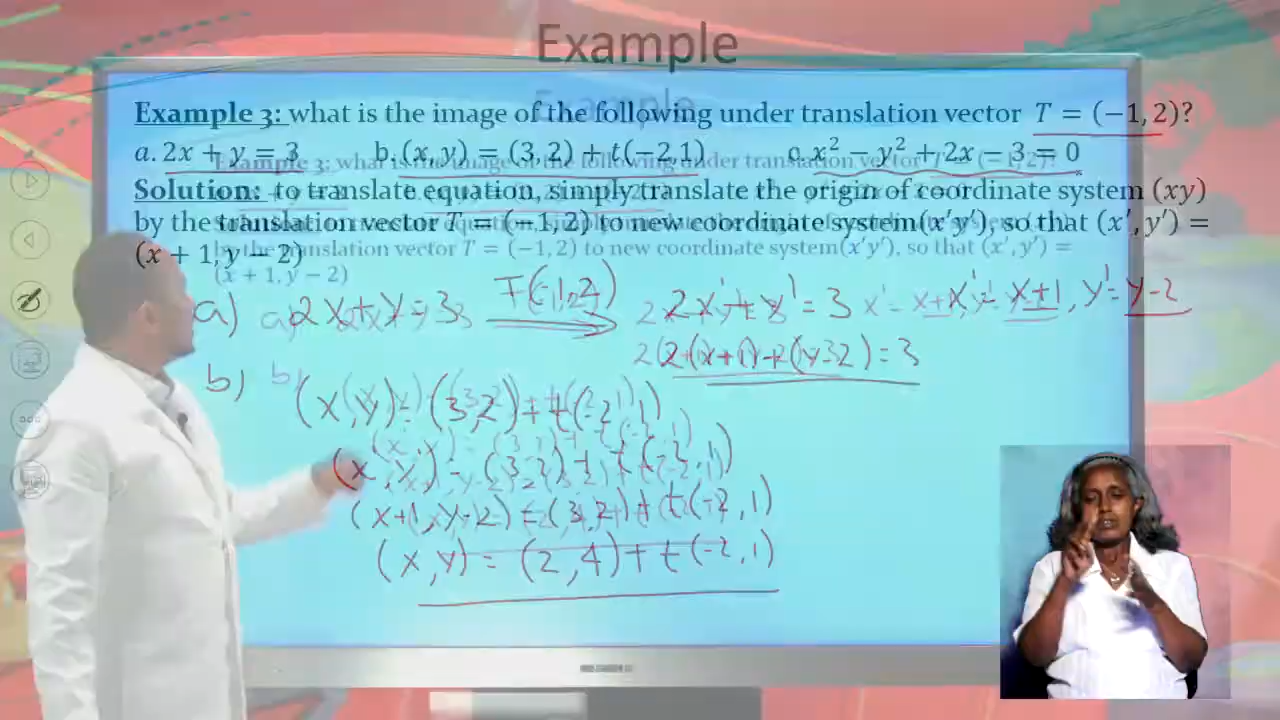 Example
Example 3: what is the image of the following under translation vector T = (−1, 2)?
a. 2x + y = 3 b. (x, y) = (3, 2) + t(−2, 1) c. x² − y² + 2x − 3 = 0
Solution: to translate equation, simply translate the origin of coordinate system (xy)
by the translation vector T = (−1, 2) to new coordinate system(x′y′), so that (x′, y′) =
(x + 1, y − 2)
a) 2x+y=3 T(-1,2) 2x'+y'=3 x'= x+1, y'= y-2
2(x+1)+(y-2)=3
b) (x,y)=(3,2)+t(-2,1)
(x',y')=(3,2)+t(-2,1)
(x+1,y-2)=(3,2)+t(-2,1)
(x,y)=(2,4)+t(-2,1)